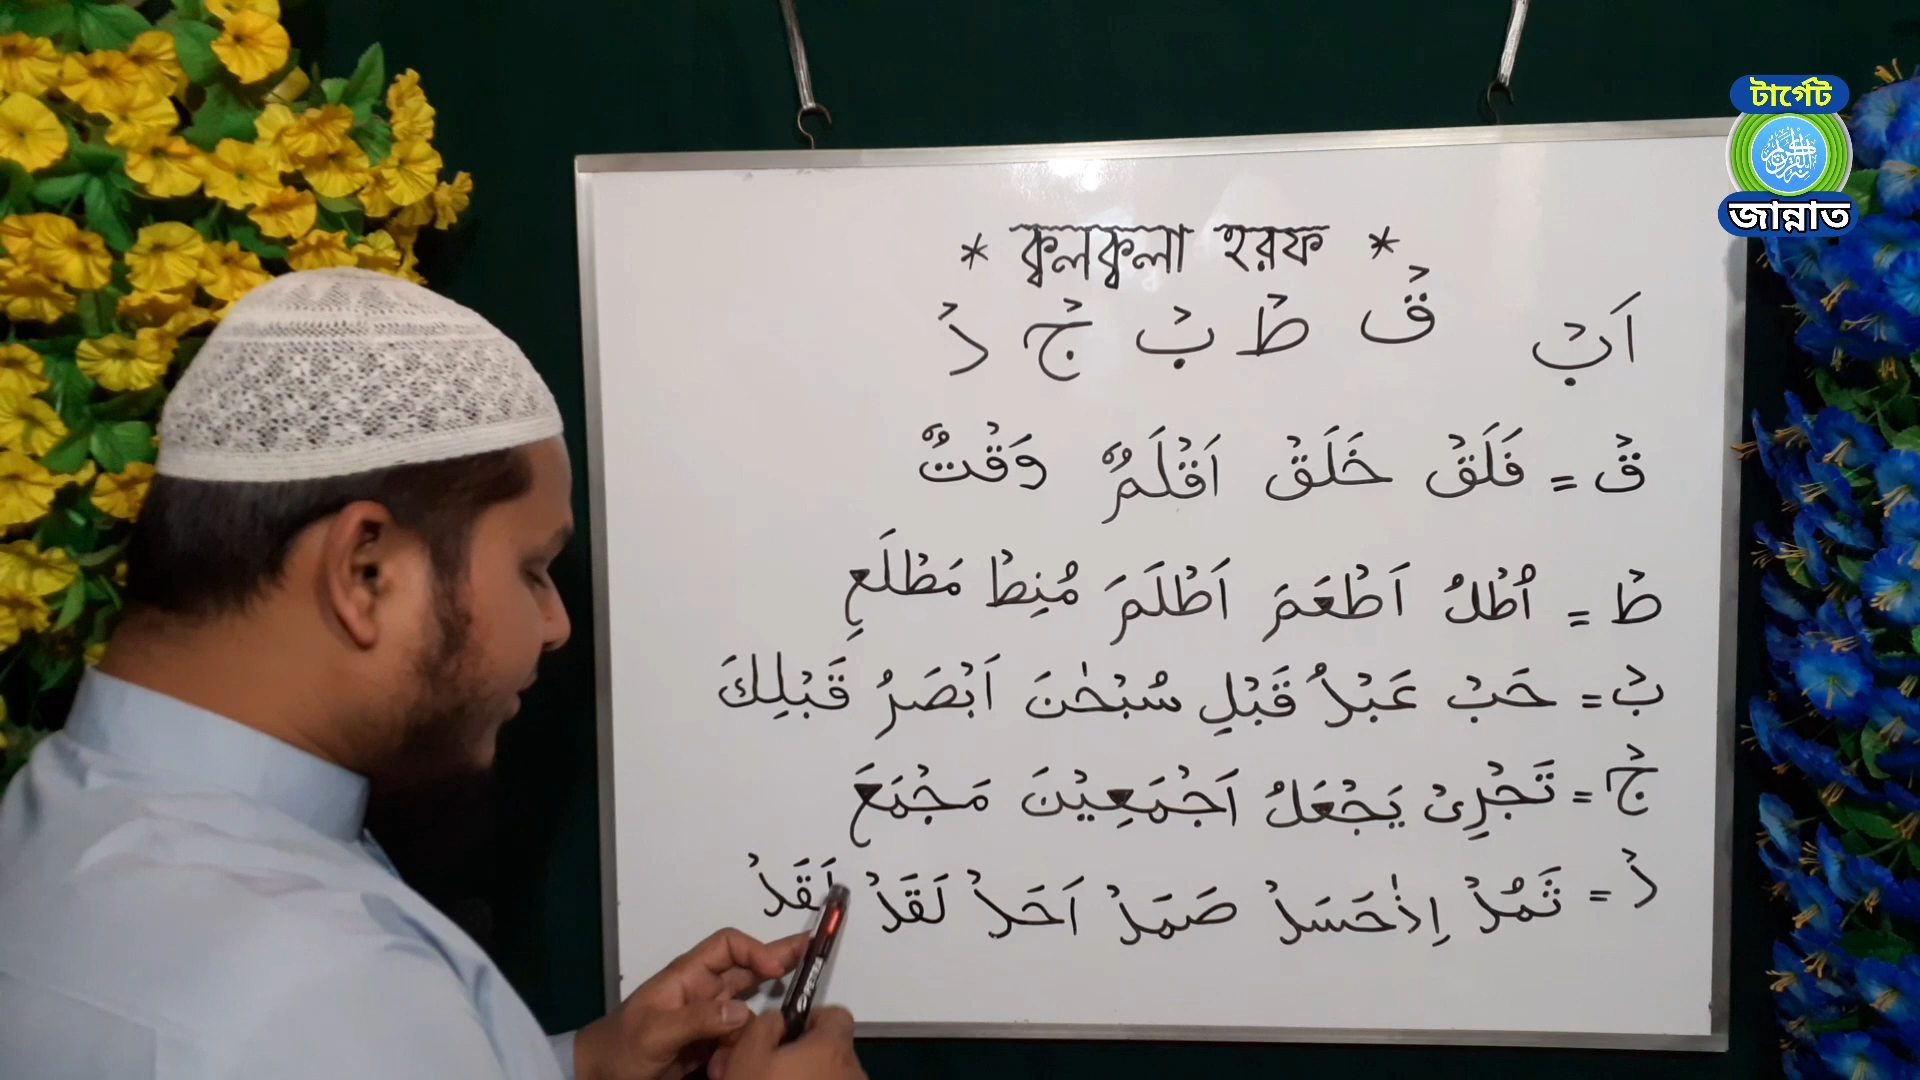 টার্গেট
জান্নাত
* ক্বলক্বলা হরফ *
اَبْ قْ طْ بْ جْ دْ
قْ = فَلَقْ خَلَقْ اَقْلَمٌ وَقْتٌ
طْ = اُطْلُ اَطْعَمَ اَطْلَمَ مُنِطْ مَطْلَعِ
بْ = حَبْ عَبْدُ قَبْلِ سُبْحٰنَ اَبْصَرُ قَبْلِكَ
جْ = تَجْرِیْ يَجْعَلُ اَجْمَعِيْنَ مَجْمَعَ
دْ = ثَمُدْ اِذْحَسَدْ صَمَدْ اَحَدْ لَقَدْ اَقَدْ